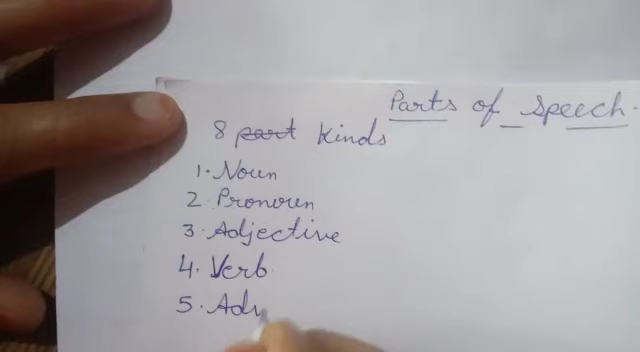 Parts of Speech.
8 part kinds
1. Noun
2. Pronoun
3. Adjective
4. Verb.
5. Adv